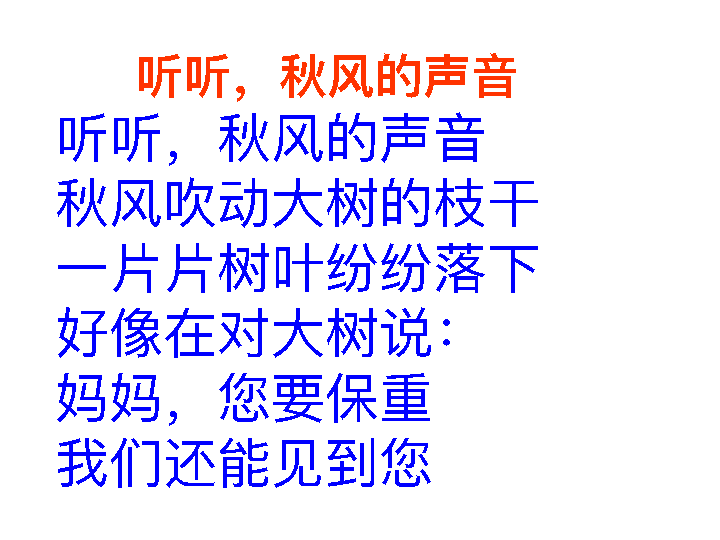 听听，秋风的声音
听听，秋风的声音
秋风吹动大树的枝干
一片片树叶纷纷落下
好像在对大树说：
妈妈，您要保重
我们还能见到您